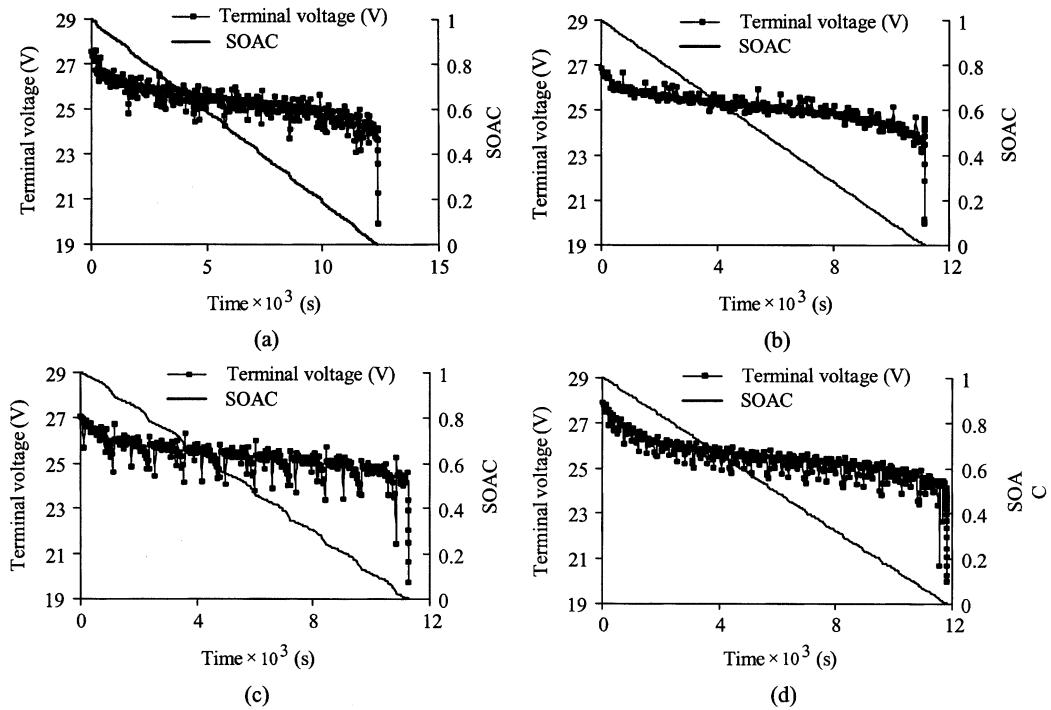 29
27
25
23
21
19
Terminal voltage (V)
Terminal voltage (V)
SOAC
1
0.8
0.6
0.4
0.2
0
SOAC
0
5
10
15
Time × 10³ (s)
(a)
29
27
25
23
21
19
Terminal voltage (V)
Terminal voltage (V)
SOAC
1
0.8
0.6
0.4
0.2
0
SOAC
0
4
8
12
Time × 10³ (s)
(b)
29
27
25
23
21
19
Terminal voltage (V)
Terminal voltage (V)
SOAC
1
0.8
0.6
0.4
0.2
0
SOAC
0
4
8
12
Time × 10³ (s)
(c)
29
27
25
23
21
19
Terminal voltage (V)
Terminal voltage (V)
SOAC
1
0.8
0.6
0.4
0.2
0
SOA
C
0
4
8
12
Time × 10³ (s)
(d)